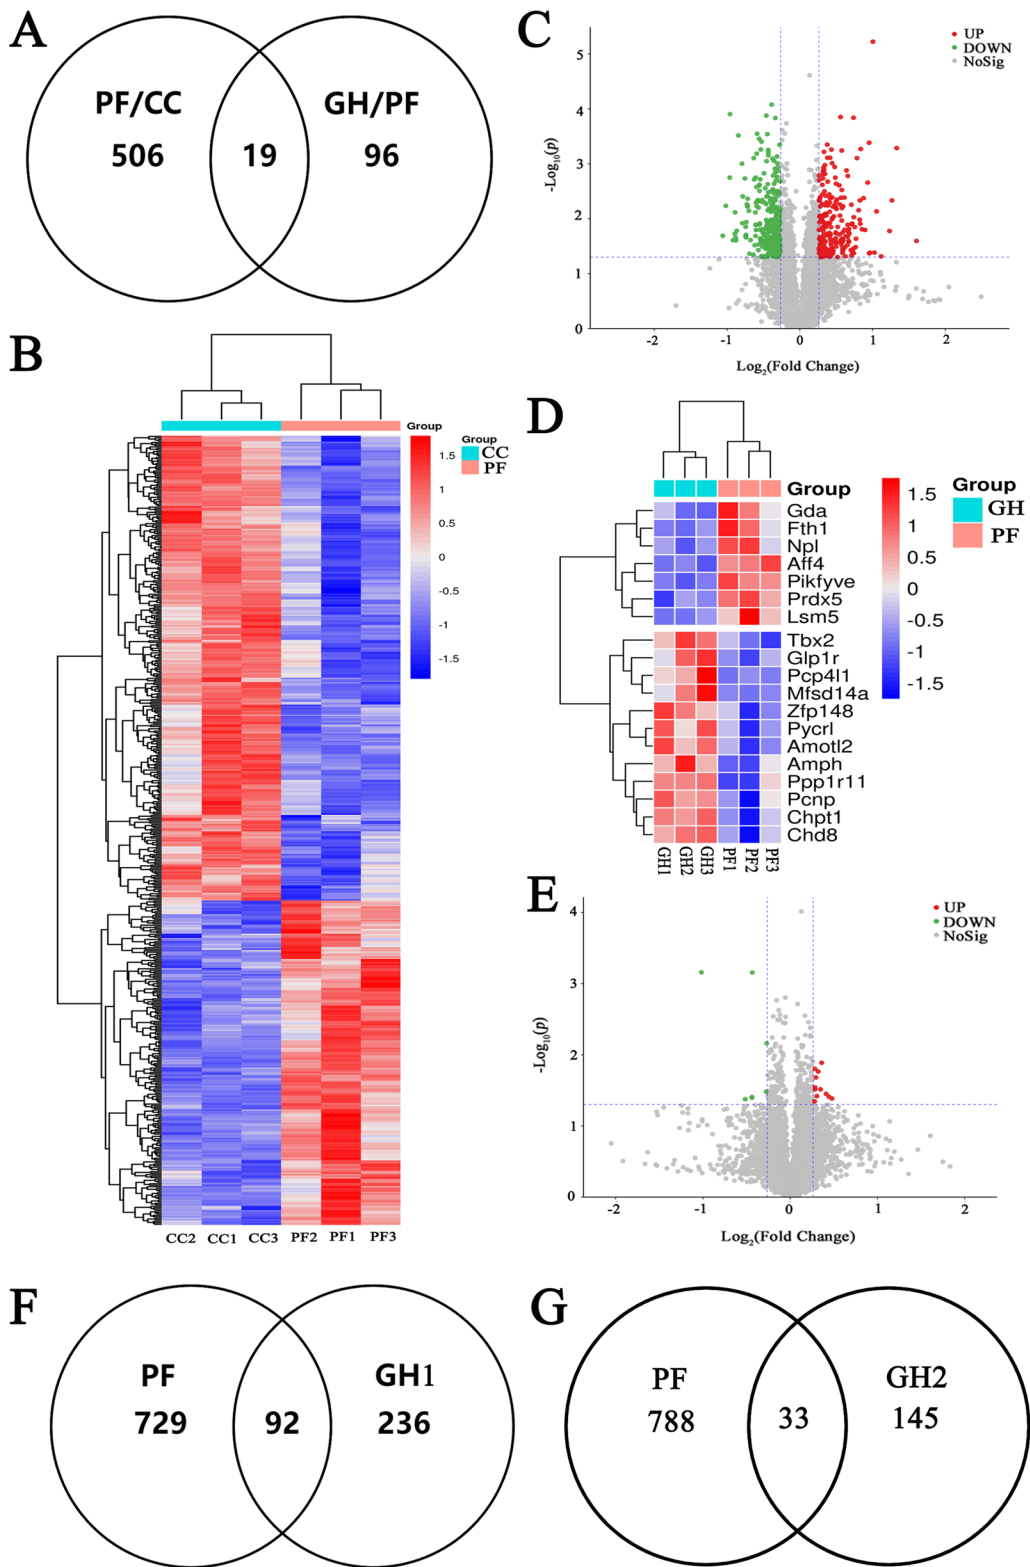 A
PF/CC
GH/PF
506
19
96
C
UP
DOWN
NoSig
5
4
3
2
1
0
-Log10(p)
-2
-1
0
1
2
Log2(Fold Change)
B
Group
1.5
1
0.5
0
-0.5
-1
-1.5
Group
CC
PF
CC2
CC1
CC3
PF2
PF1
PF3
D
Group
Gda
Fth1
Npl
Aff4
Pikfyve
Prdx5
Lsm5
Tbx2
Glp1r
Pcp4l1
Mfsd14a
Zfp148
Pycrl
Amotl2
Amph
Ppp1r11
Pcnp
Chpt1
Chd8
GH1
GH2
GH3
PF1
PF2
PF3
1.5
1
0.5
0
-0.5
-1
-1.5
Group
GH
PF
E
UP
DOWN
NoSig
4
3
2
1
0
-Log10(p)
-2
-1
0
1
2
Log2(Fold Change)
F
PF
GH1
729
92
236
G
PF
GH2
788
33
145